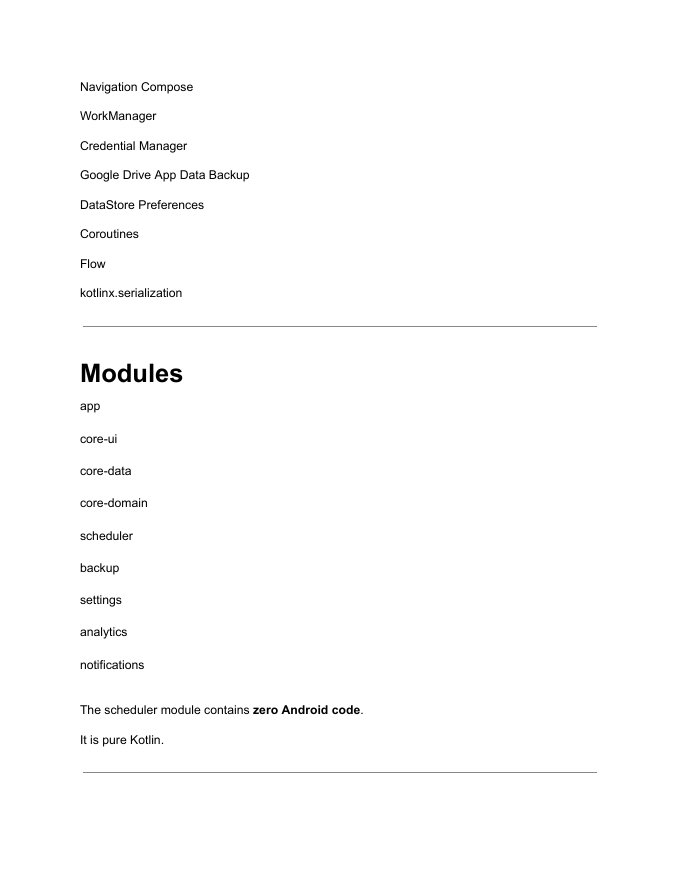 Navigation Compose
WorkManager
Credential Manager
Google Drive App Data Backup
DataStore Preferences
Coroutines
Flow
kotlinx.serialization
Modules
app
core-ui
core-data
core-domain
scheduler
backup
settings
analytics
notifications
The scheduler module contains zero Android code.
It is pure Kotlin.